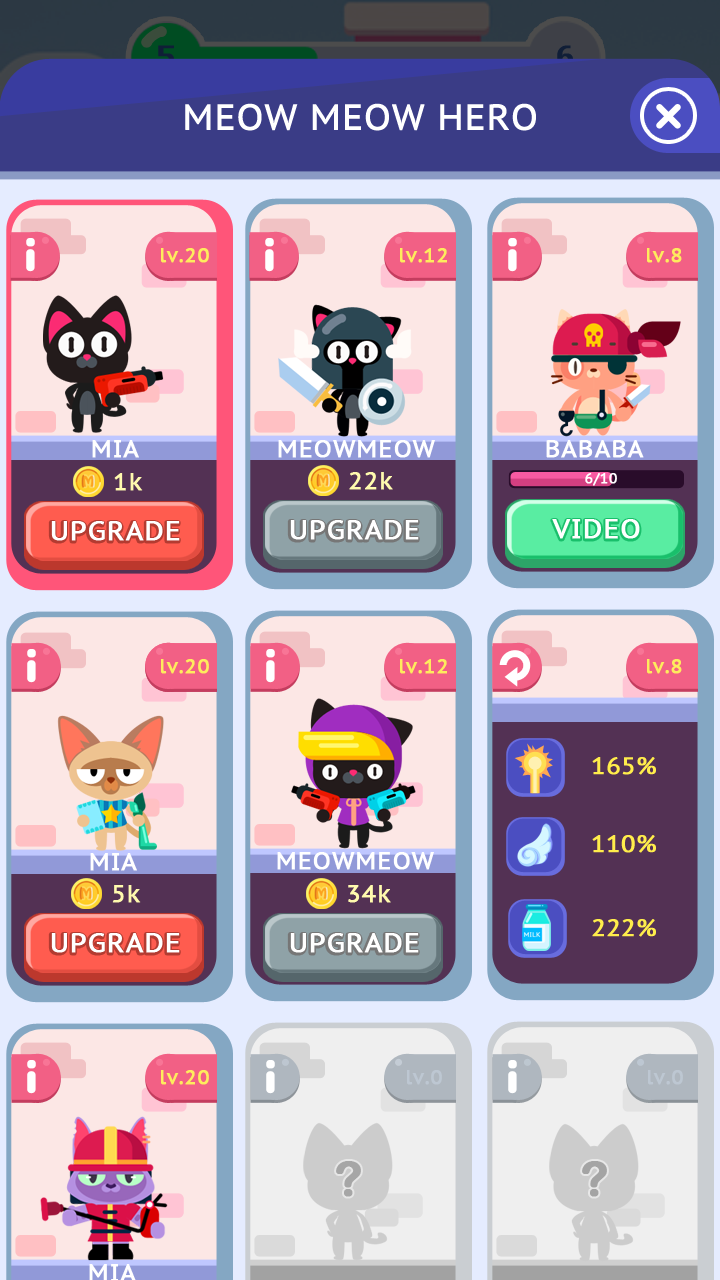 5
6
MEOW MEOW HERO
lv.20
lv.12
lv.8
MIA
MEOWMEOW
BABABA
M 1k
M 22k
6/10
UPGRADE
UPGRADE
VIDEO
lv.20
lv.12
lv.8
165%
110%
MIA
MEOWMEOW
M 5k
M 34k
MILK
222%
UPGRADE
UPGRADE
lv.20
lv.0
lv.0
?
?
MIA